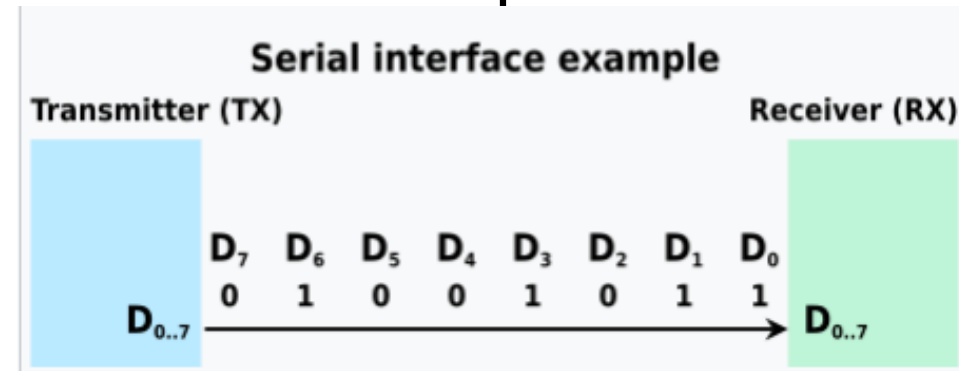 Serial interface example
Transmitter (TX) Receiver (RX)
D₇ D₆ D₅ D₄ D₃ D₂ D₁ D₀
0 1 0 0 1 0 1 1
D₀..₇ D₀..₇